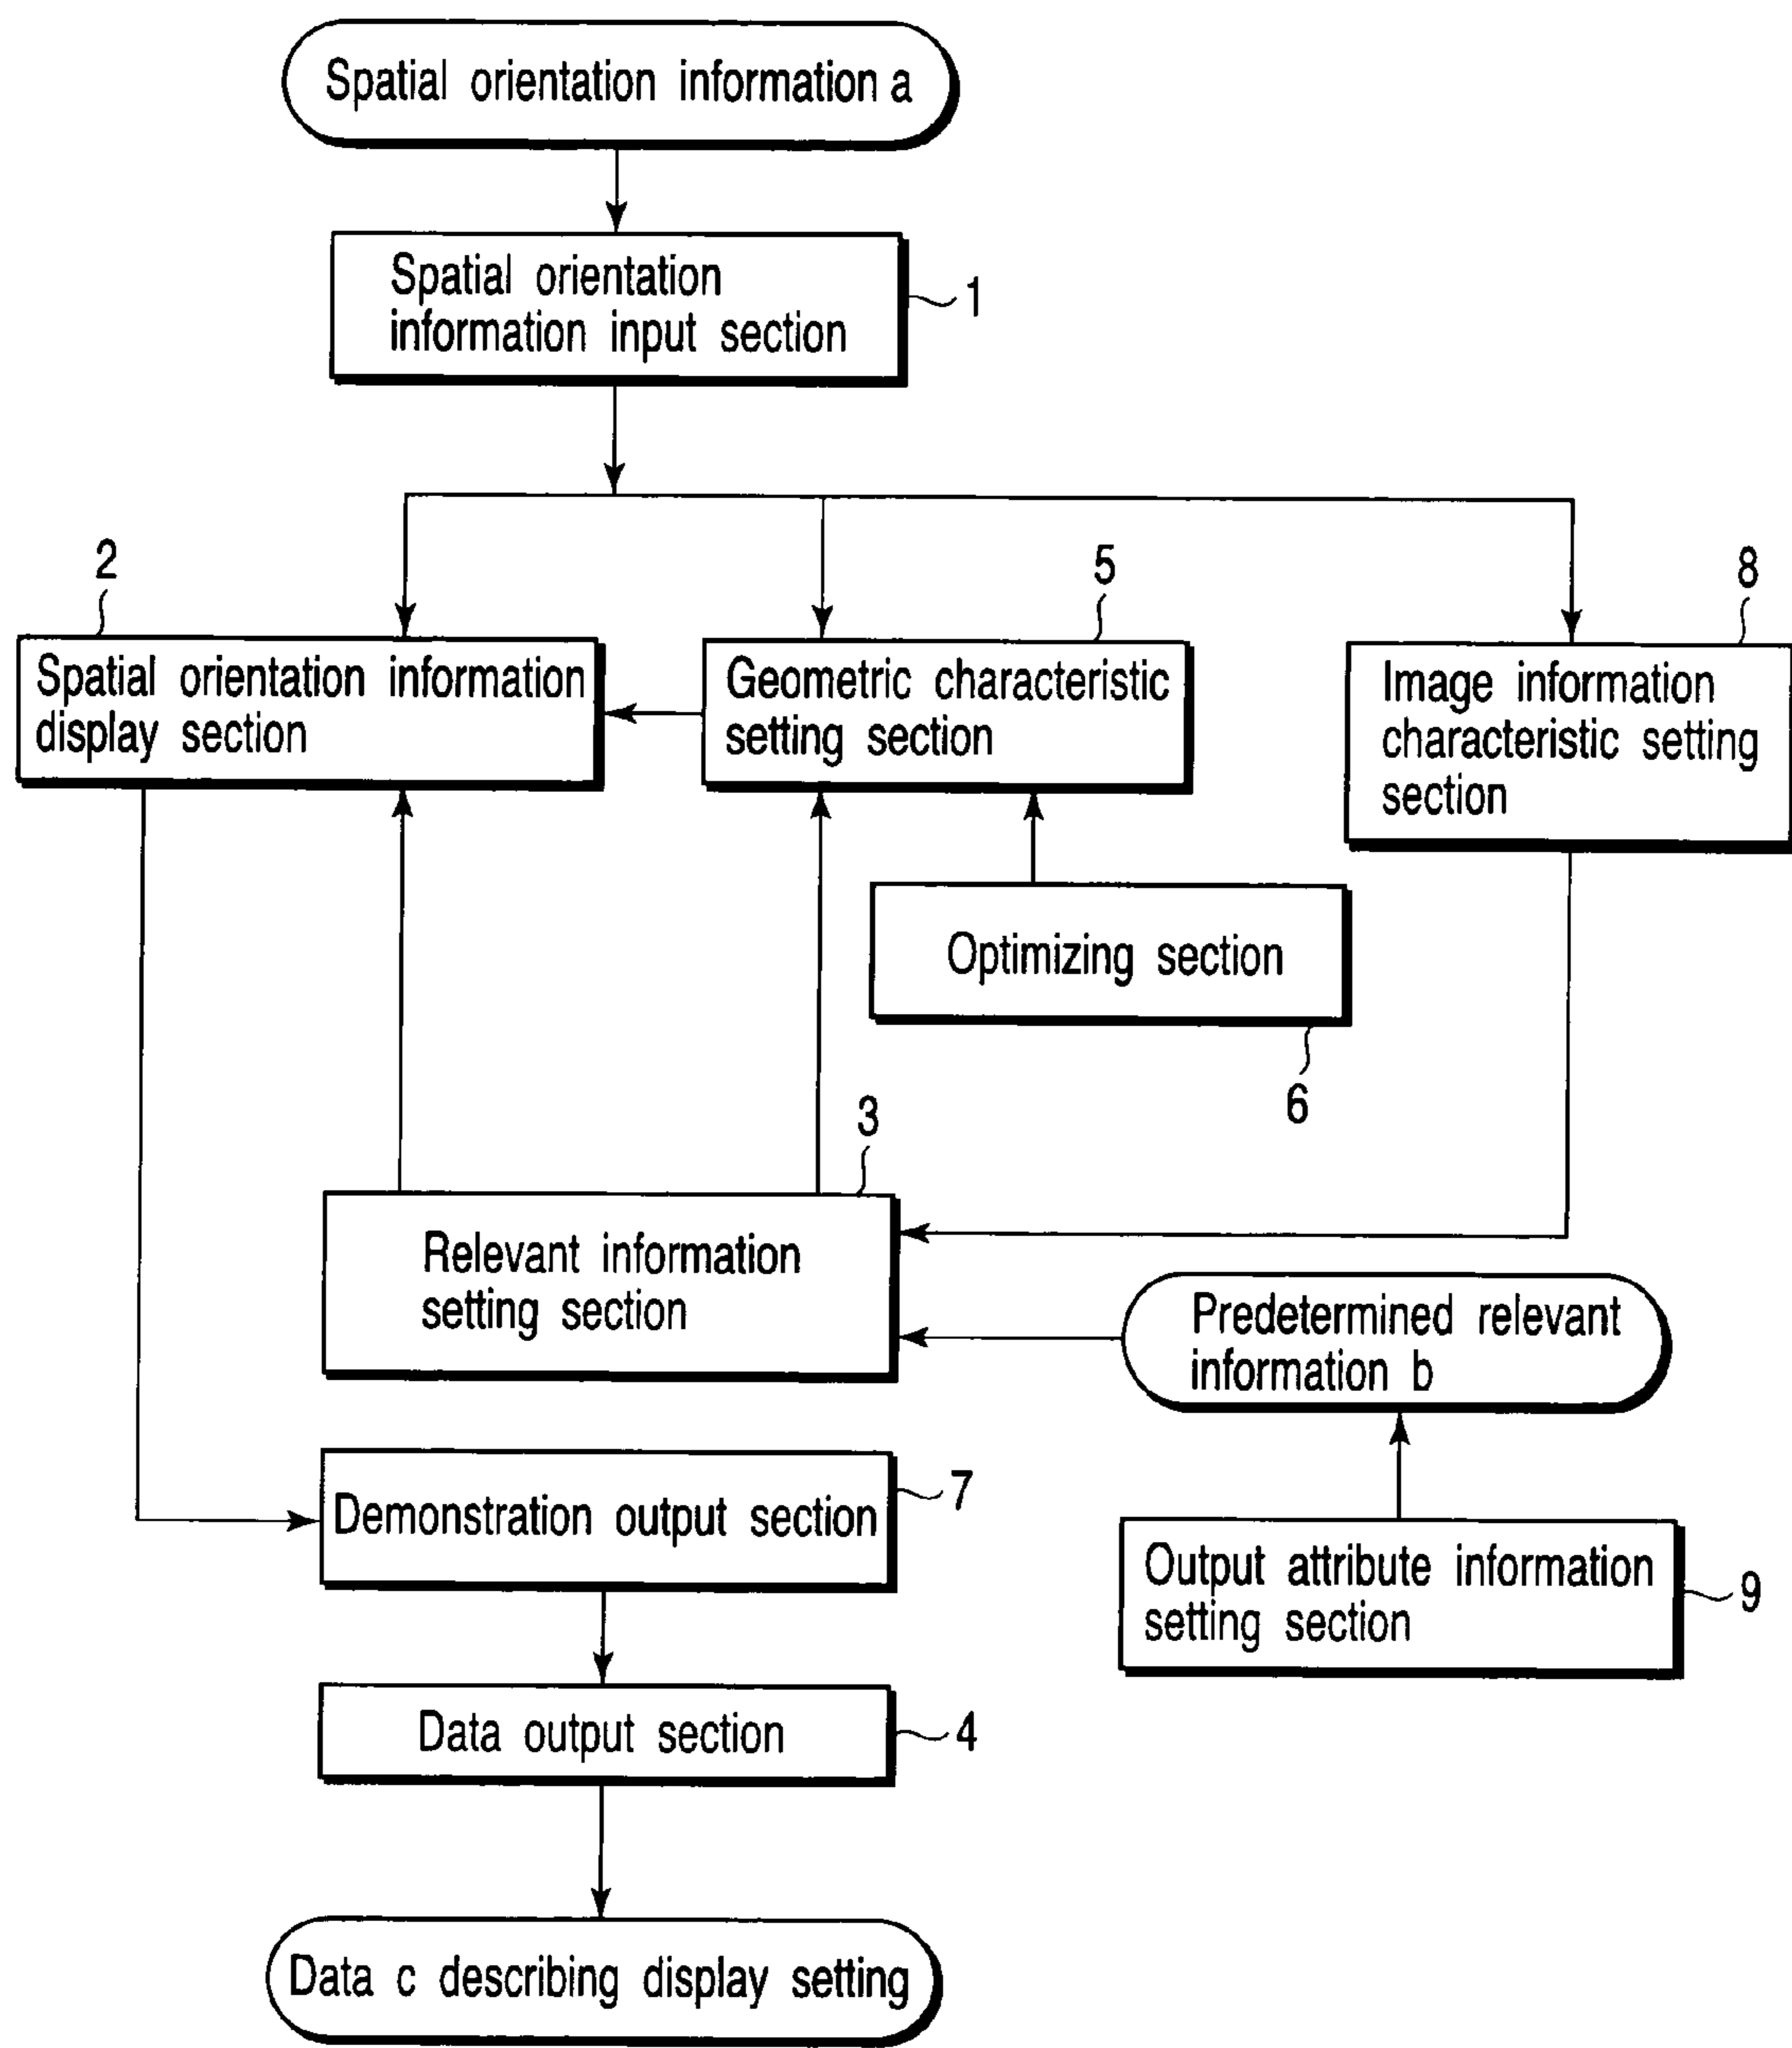 Spatial orientation information a
Spatial orientation
information input section
1
2
5
8
Spatial orientation information
display section
Geometric characteristic
setting section
Image information
characteristic setting
section
Optimizing section
6
3
Relevant information
setting section
Predetermined relevant
information b
7
Demonstration output section
Output attribute information
setting section
9
Data output section
4
Data c describing display setting